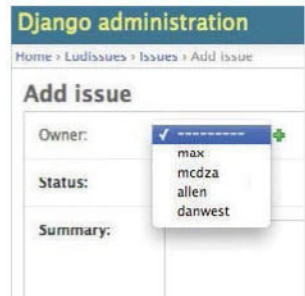 Django administration
Home › Ludissues › Issues › Add issue
Add issue
Owner: ✓ ---------
max
mcdza
allen
danwest
Status:
Summary: